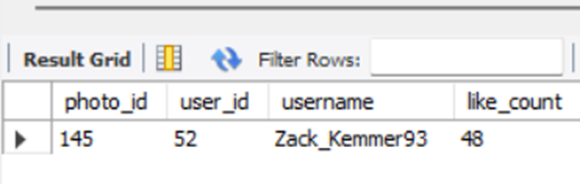 Result Grid Filter Rows:
photo_id user_id username like_count
145 52 Zack_Kemmer93 48